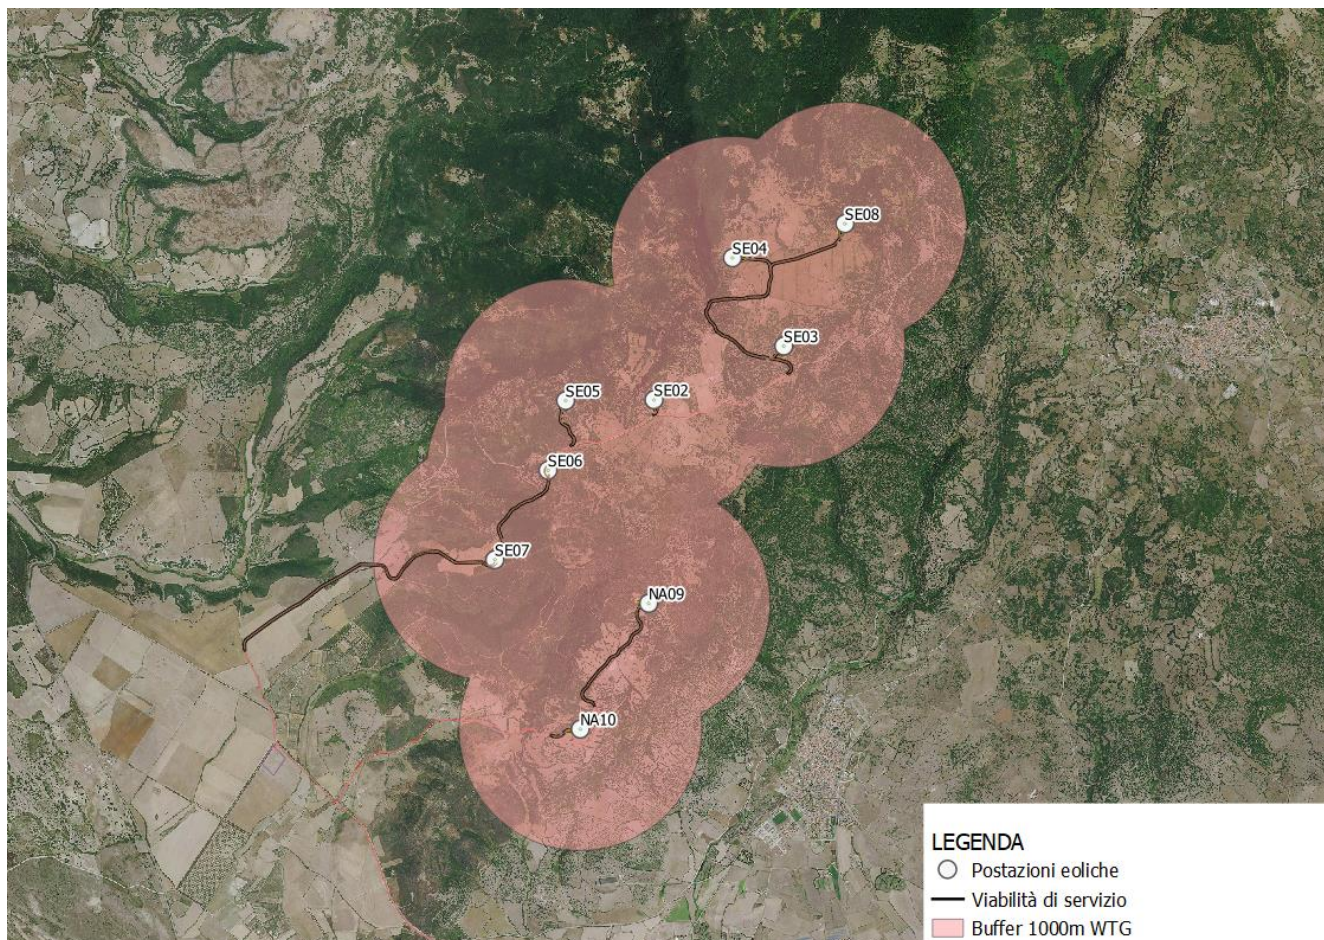 SE08
SE04
SE03
SE05
SE02
SE06
SE07
NA09
NA10
LEGENDA
Postazioni eoliche
Viabilità di servizio
Buffer 1000m WTG